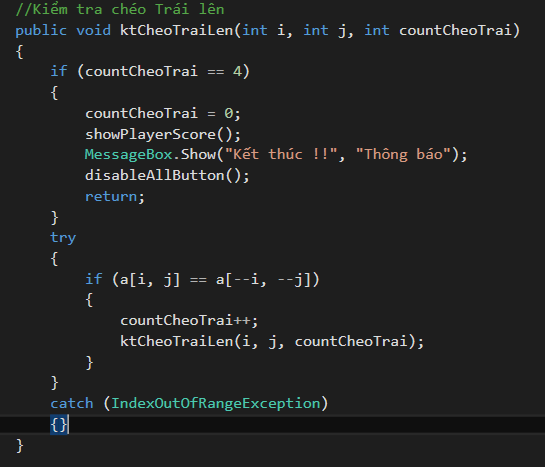 //Kiểm tra chéo Trái lên
public void ktCheoTraiLen(int i, int j, int countCheoTrai)
{
    if (countCheoTrai == 4)
    {
        countCheoTrai = 0;
        showPlayerScore();
        MessageBox.Show("Kết thúc !!", "Thông báo");
        disableAllButton();
        return;
    }
    try
    {
        if (a[i, j] == a[--i, --j])
        {
            countCheoTrai++;
            ktCheoTraiLen(i, j, countCheoTrai);
        }
    }
    catch (IndexOutOfRangeException)
    {}
}